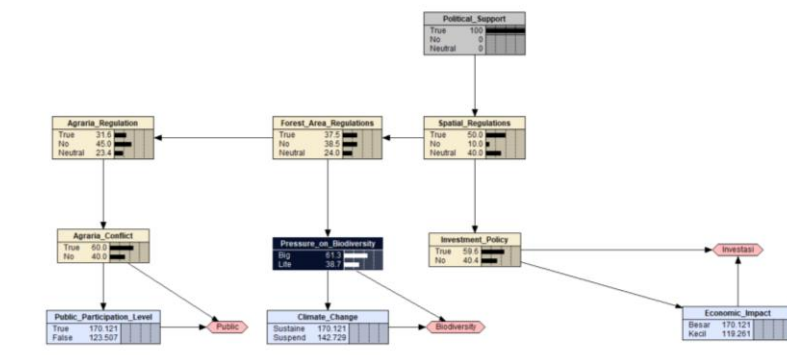 Political_Support
True 100
No 0
Neutral 0
Agraria_Regulation
True 31.6
No 45.0
Neutral 23.4
Forest_Area_Regulations
True 37.5
No 38.5
Neutral 24.0
Spatial_Regulations
True 50.0
No 10.0
Neutral 40.0
Agraria_Conflict
True 60.0
No 40.0
Pressure_on_Biodiversity
Big 61.3
Lite 38.7
Investment_Policy
True 59.6
No 40.4
Investasi
Public_Participation_Level
True 170.121
False 123.507
Public
Climate_Change
Sustaine 170.121
Suspend 142.729
Biodiversity
Economic_Impact
Besar 170.121
Kecil 119.261